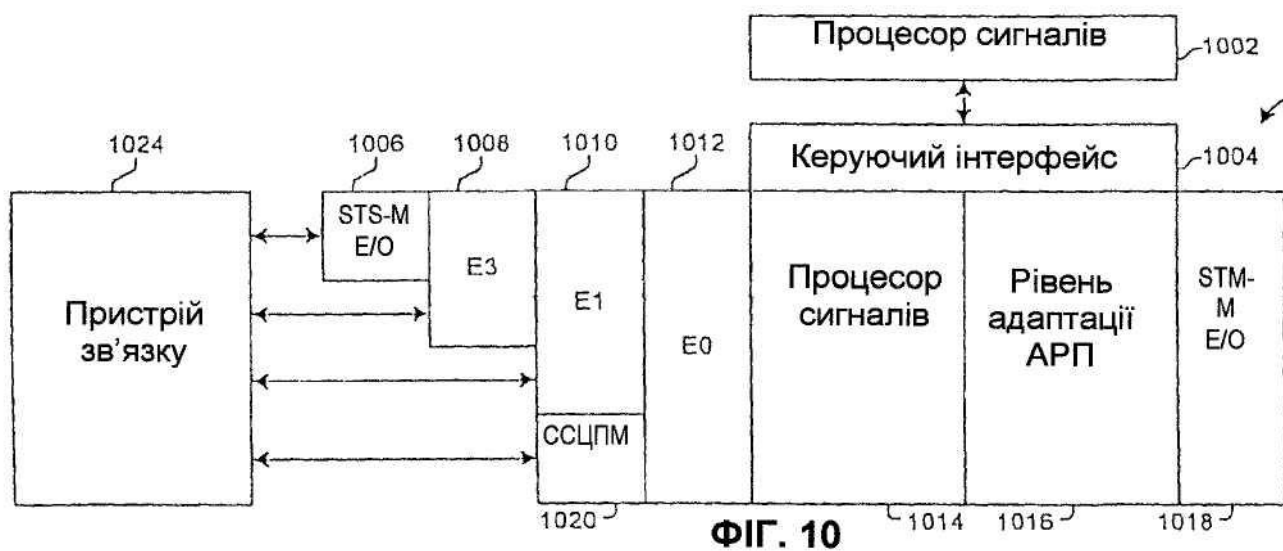 Процесор сигналів
1002
Керуючий інтерфейс
1004
1024
1006
1008
1010
1012
Пристрій
зв’язку
STS-M
E/O
E3
E1
ССЦПМ
E0
Процесор
сигналів
Рівень
адаптації
АРП
STM-
M
E/O
1020
1014
1016
1018
ФІГ. 10